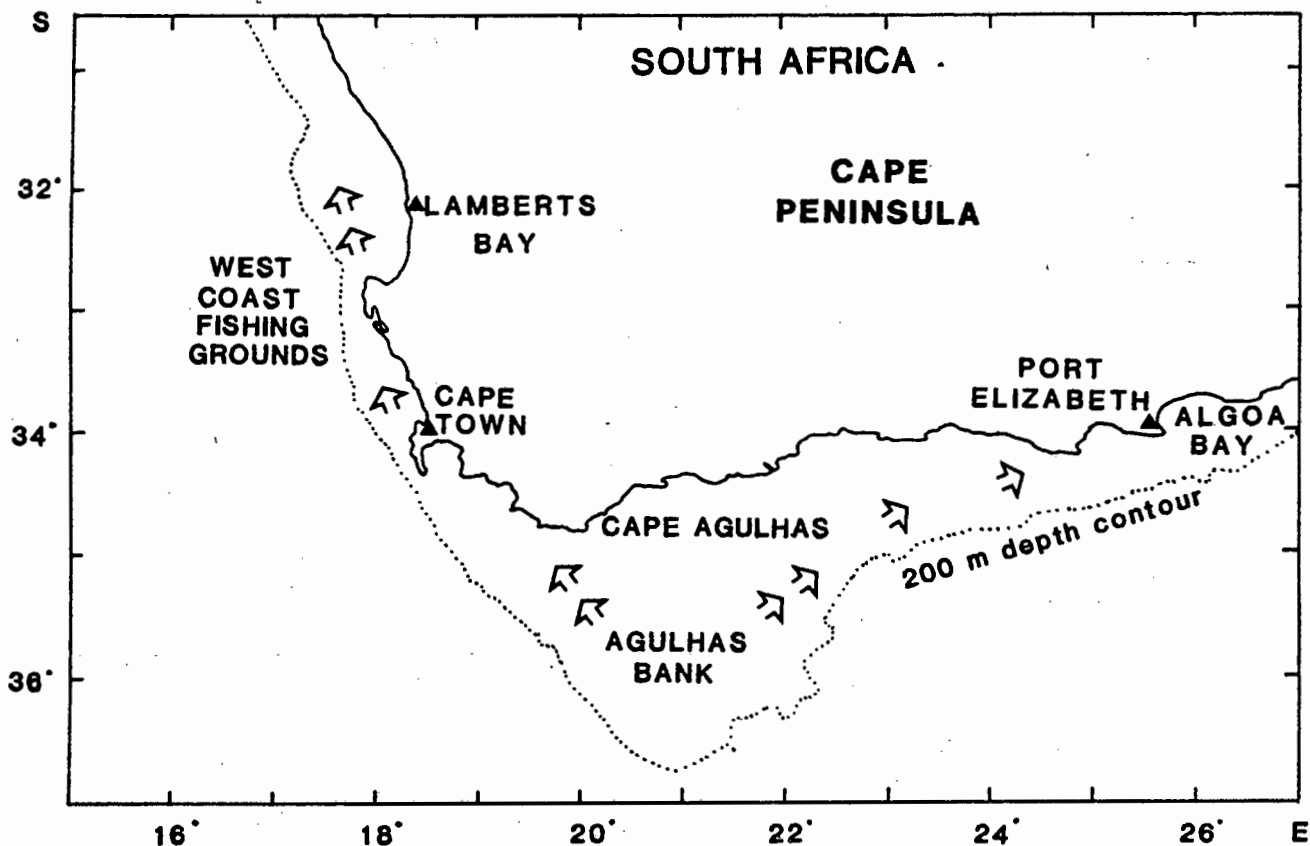 S
SOUTH AFRICA
CAPE
PENINSULA
32°
LAMBERTS
BAY
WEST
COAST
FISHING
GROUNDS
CAPE
TOWN
PORT
ELIZABETH
ALGOA
BAY
34°
CAPE AGULHAS
200 m depth contour
AGULHAS
BANK
36°
16° 18° 20° 22° 24° 26° E